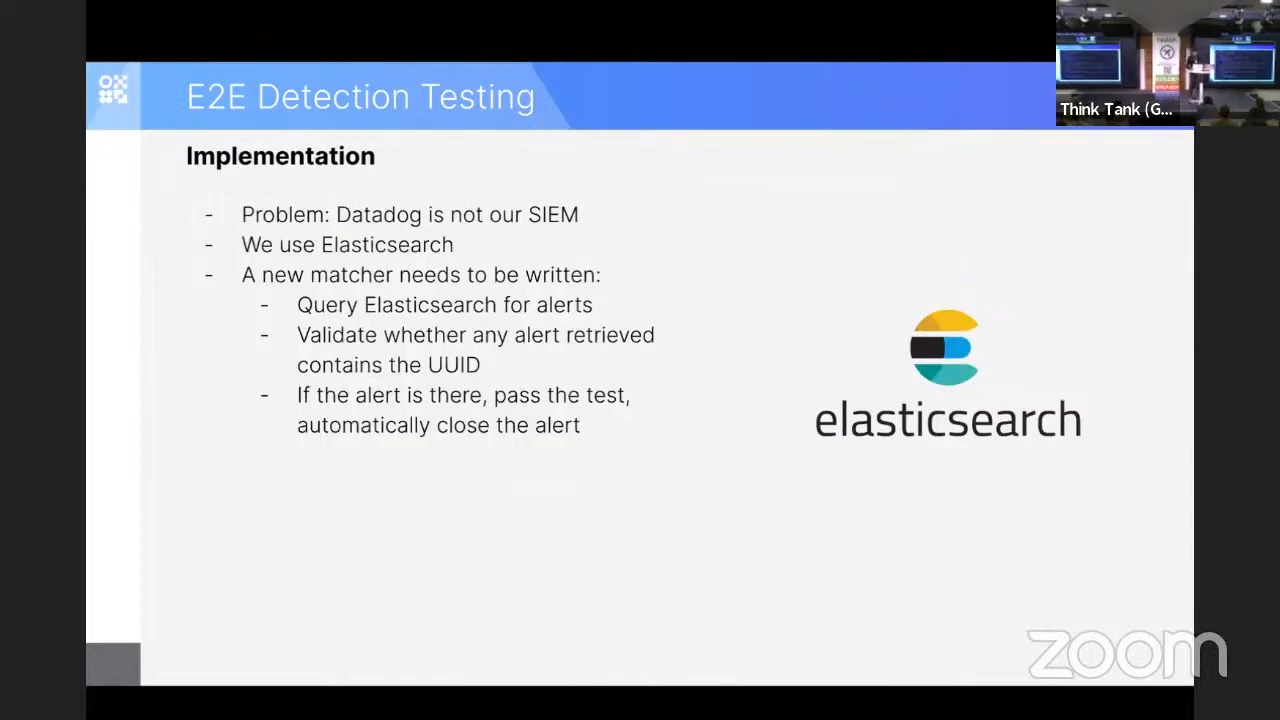 E2E Detection Testing
Think Tank (G...
Implementation
- Problem: Datadog is not our SIEM
- We use Elasticsearch
- A new matcher needs to be written:
- Query Elasticsearch for alerts
- Validate whether any alert retrieved
contains the UUID
- If the alert is there, pass the test,
automatically close the alert
elasticsearch
zoom